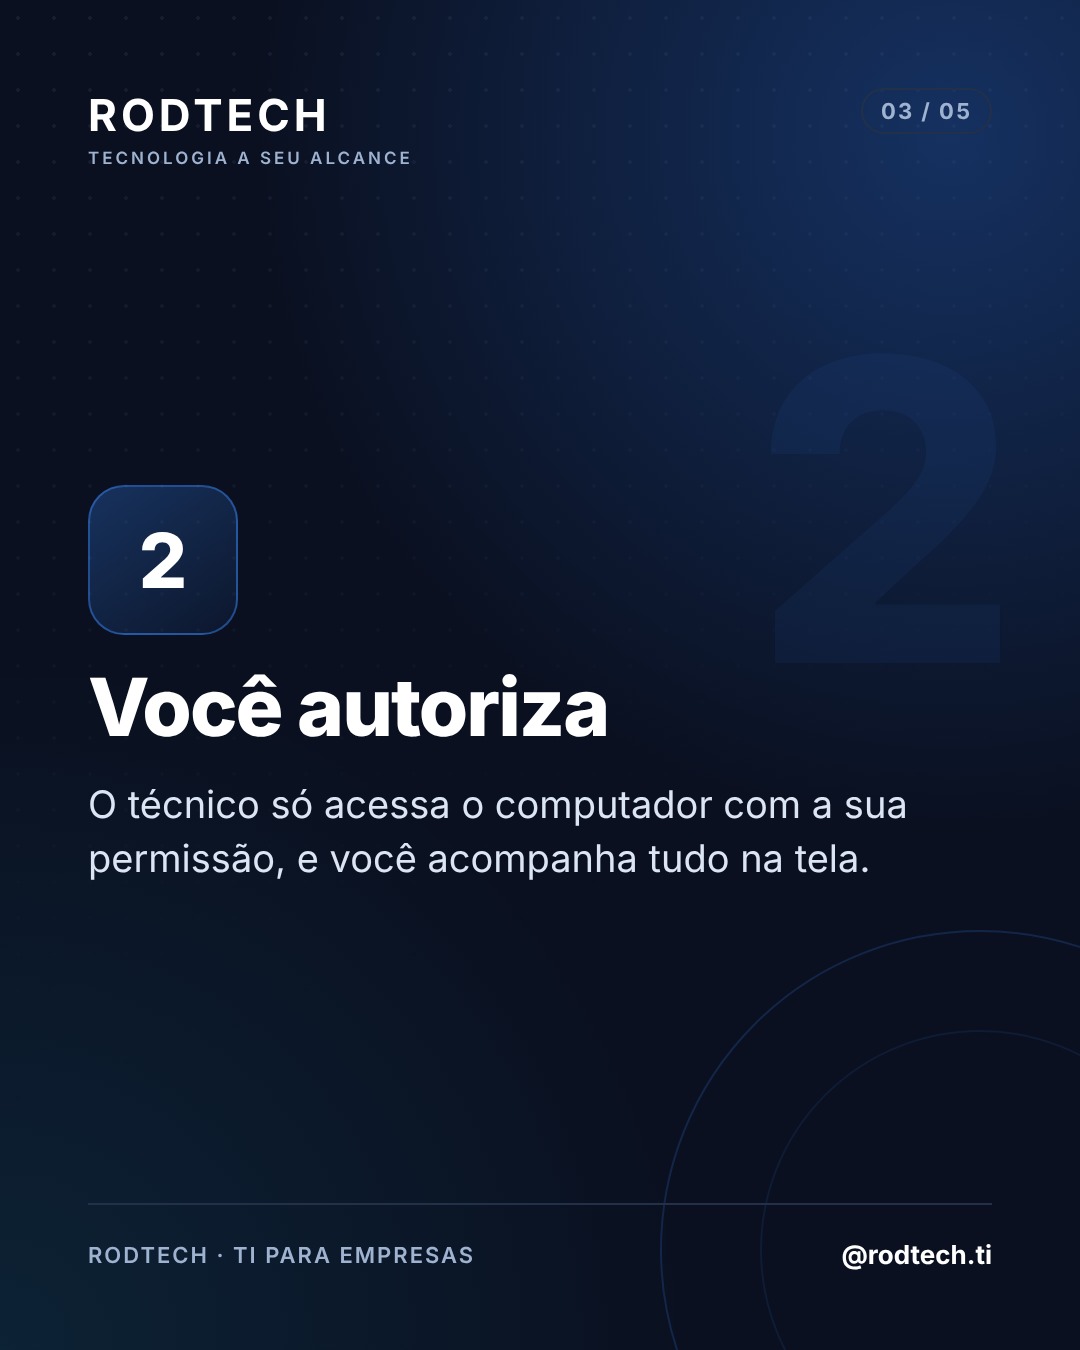 RODTECH
TECNOLOGIA A SEU ALCANCE
03 / 05
2
2
Você autoriza
O técnico só acessa o computador com a sua
permissão, e você acompanha tudo na tela.
RODTECH · TI PARA EMPRESAS
@rodtech.ti